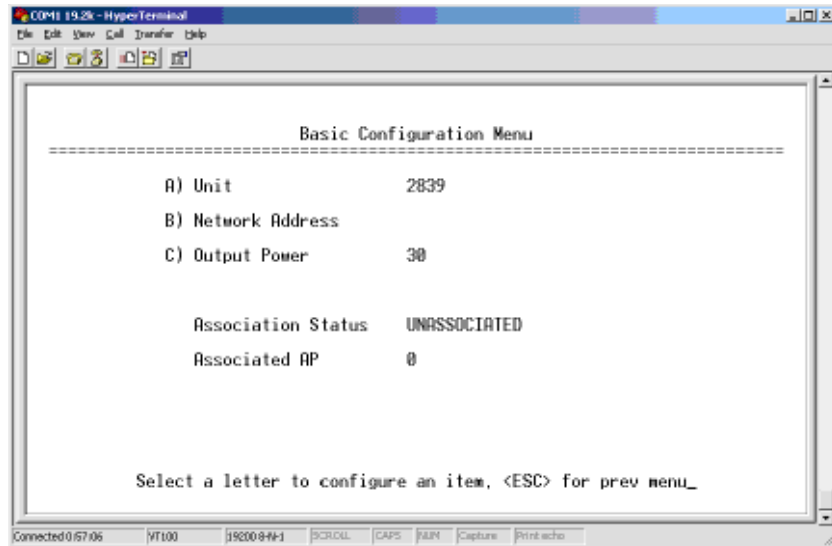 COM1 19.2k - HyperTerminal
File Edit View Call Transfer Help
Basic Configuration Menu
==========================================================================
A) Unit 2839
B) Network Address
C) Output Power 30
Association Status UNASSOCIATED
Associated AP 0
Select a letter to configure an item, <ESC> for prev menu_
Connected 0:57:06 VT100 19200 8-N-1 SCROLL CAPS NUM Capture Print echo